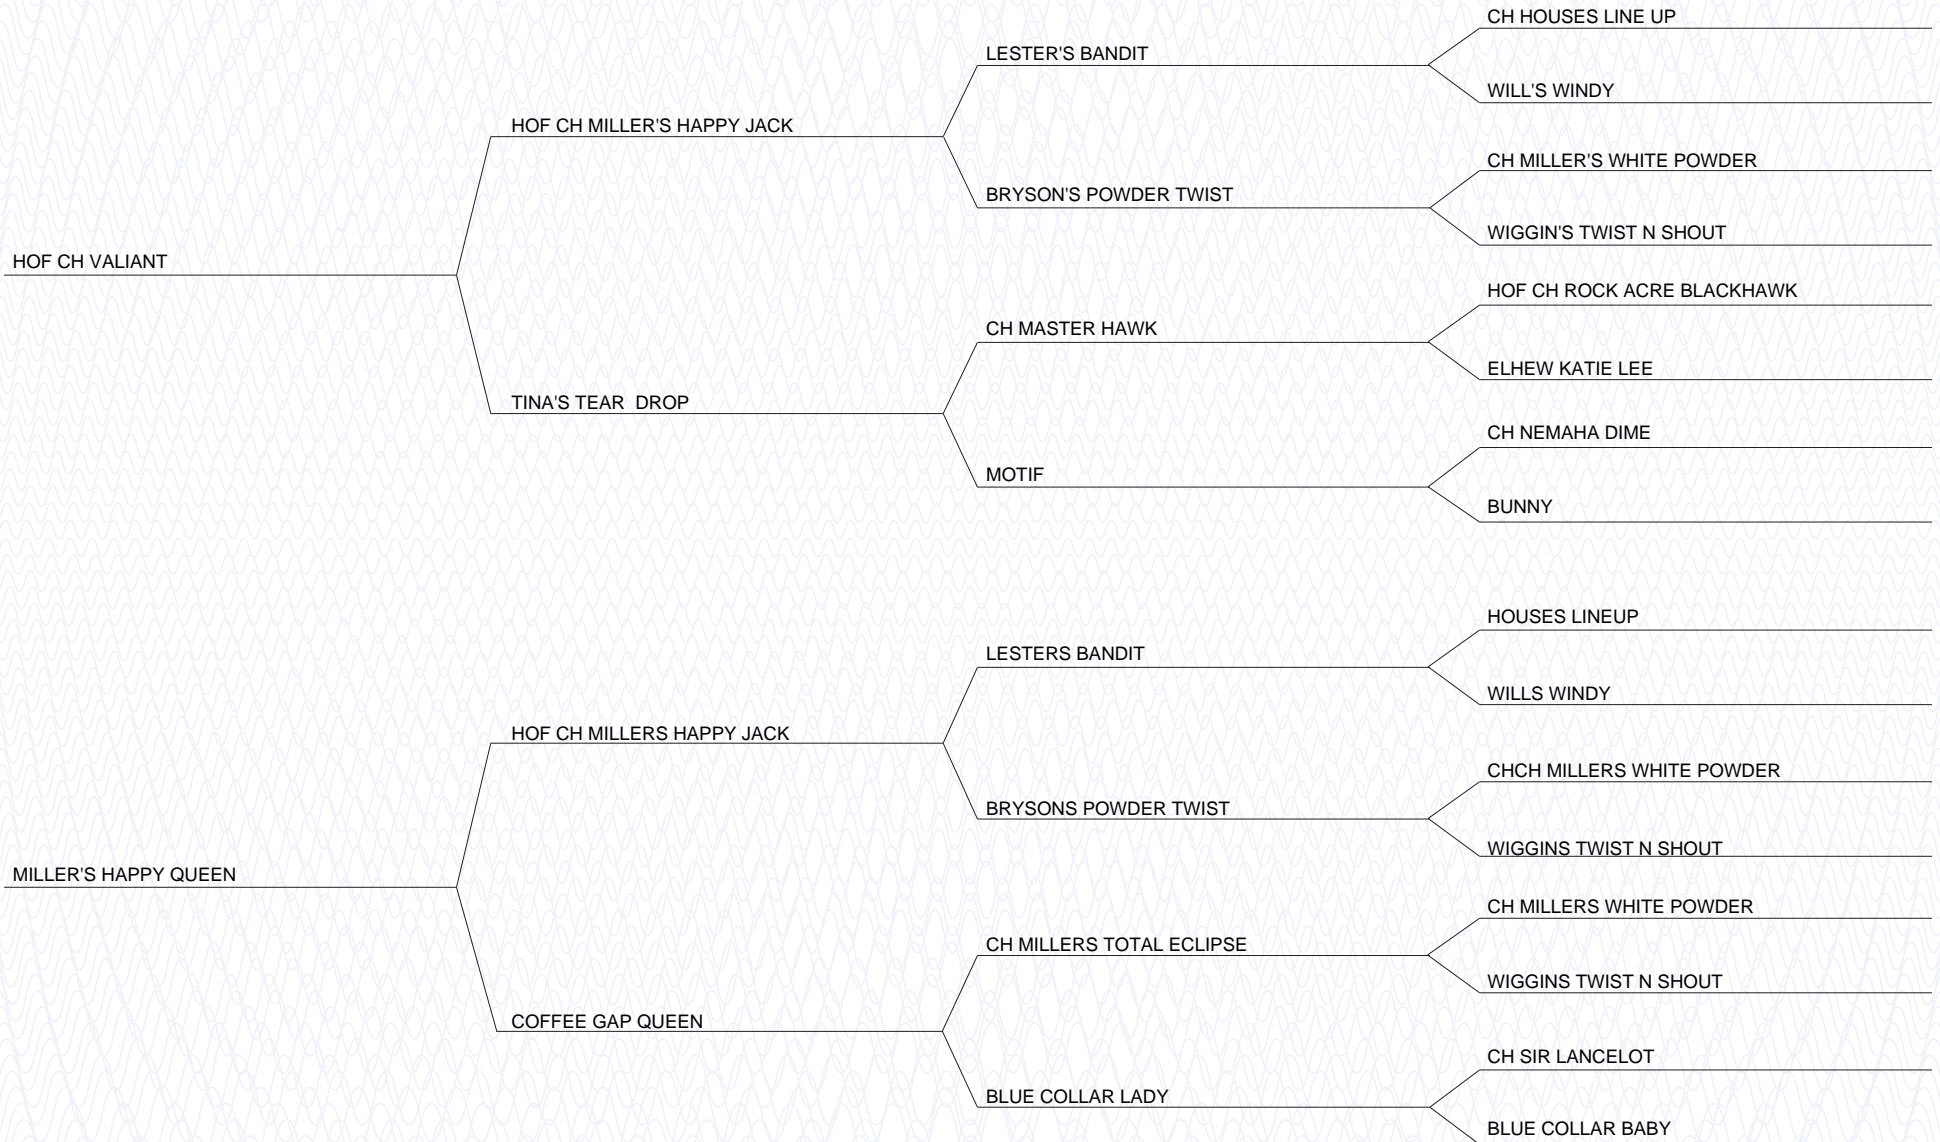 CH HOUSES LINE UP
LESTER'S BANDIT
WILL'S WINDY
HOF CH MILLER'S HAPPY JACK
CH MILLER'S WHITE POWDER
BRYSON'S POWDER TWIST
WIGGIN'S TWIST N SHOUT
HOF CH VALIANT
HOF CH ROCK ACRE BLACKHAWK
CH MASTER HAWK
ELHEW KATIE LEE
TINA'S TEAR  DROP
CH NEMAHA DIME
MOTIF
BUNNY
HOUSES LINEUP
LESTERS BANDIT
WILLS WINDY
HOF CH MILLERS HAPPY JACK
CHCH MILLERS WHITE POWDER
BRYSONS POWDER TWIST
WIGGINS TWIST N SHOUT
MILLER'S HAPPY QUEEN
CH MILLERS WHITE POWDER
CH MILLERS TOTAL ECLIPSE
WIGGINS TWIST N SHOUT
COFFEE GAP QUEEN
CH SIR LANCELOT
BLUE COLLAR LADY
BLUE COLLAR BABY